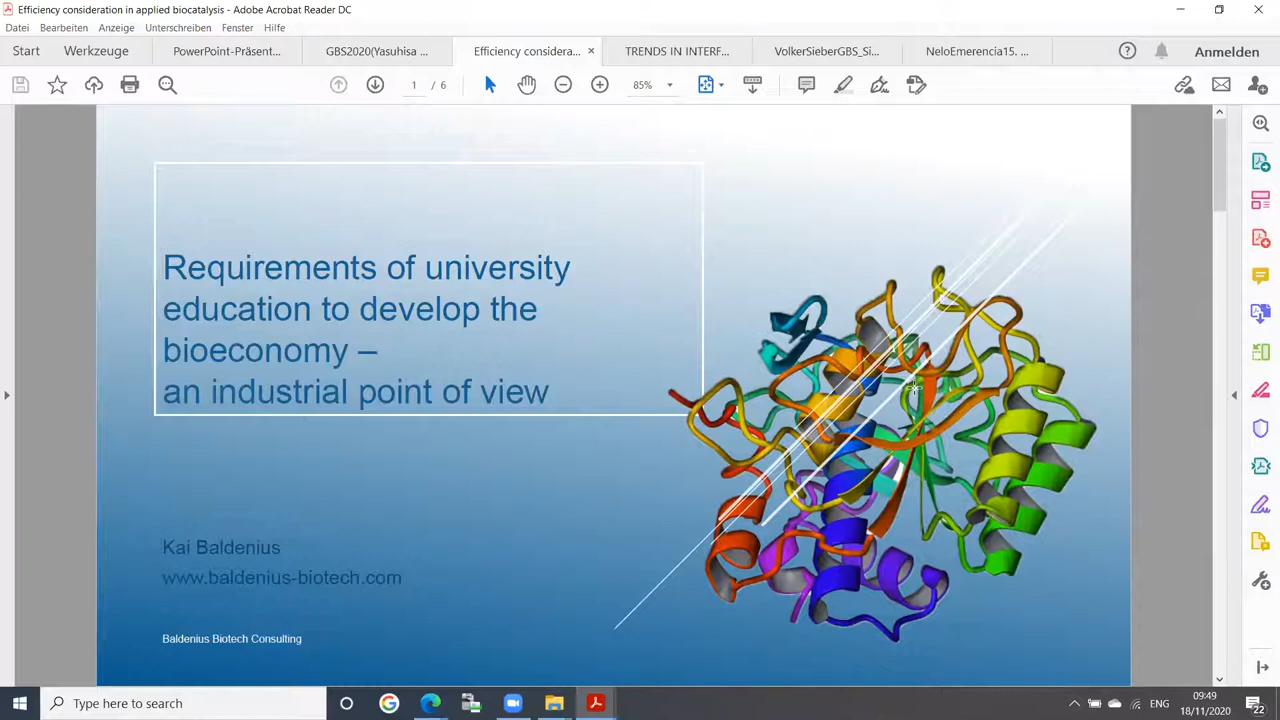 Efficiency consideration in applied biocatalysis - Adobe Acrobat Reader DC
Datei Bearbeiten Anzeige Unterschreiben Fenster Hilfe
Start Werkzeuge PowerPoint-Präsent... GBS2020(Yasuhisa ... Efficiency considera... TRENDS IN INTERF... VolkerSieberGBS_Si... NeloEmerencia15. ... Anmelden
1 / 6 85%
Requirements of university
education to develop the
bioeconomy –
an industrial point of view
Kai Baldenius
www.baldenius-biotech.com
Baldenius Biotech Consulting
Type here to search
ENG
09:49
18/11/2020
22